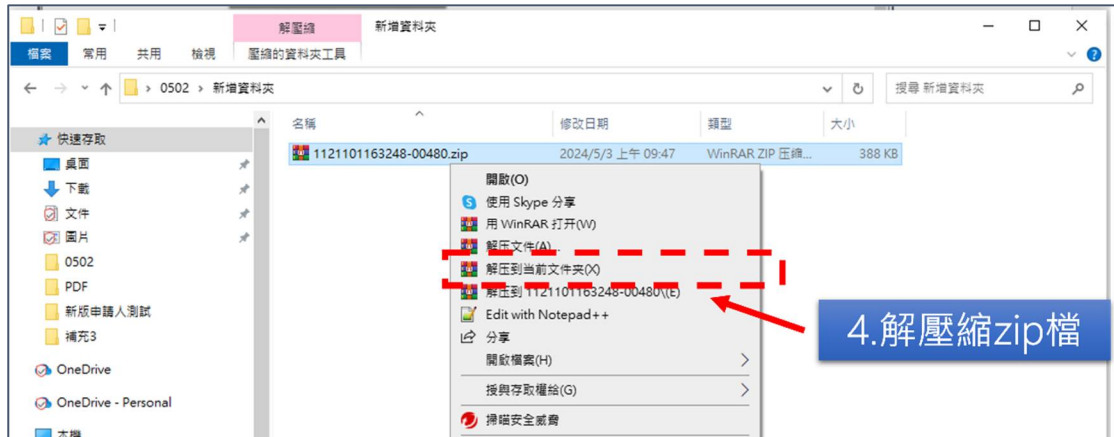 解壓縮
新增資料夾
檔案
常用
共用
檢視
壓縮的資料夾工具
0502 › 新增資料夾
搜尋 新增資料夾
名稱
修改日期
類型
大小
快速存取
1121101163248-00480.zip
2024/5/3 上午 09:47
WinRAR ZIP 压缩...
388 KB
桌面
下載
文件
圖片
0502
PDF
新版申請人測試
補充3
OneDrive
OneDrive - Personal
本機
開啟(O)
使用 Skype 分享
用 WinRAR 打开(W)
解压文件(A)...
解压到当前文件夹(X)
解压到 1121101163248-00480\(E)
Edit with Notepad++
分享
開啟檔案(H)
授與存取權給(G)
掃瞄安全威脅
4.解壓縮zip檔